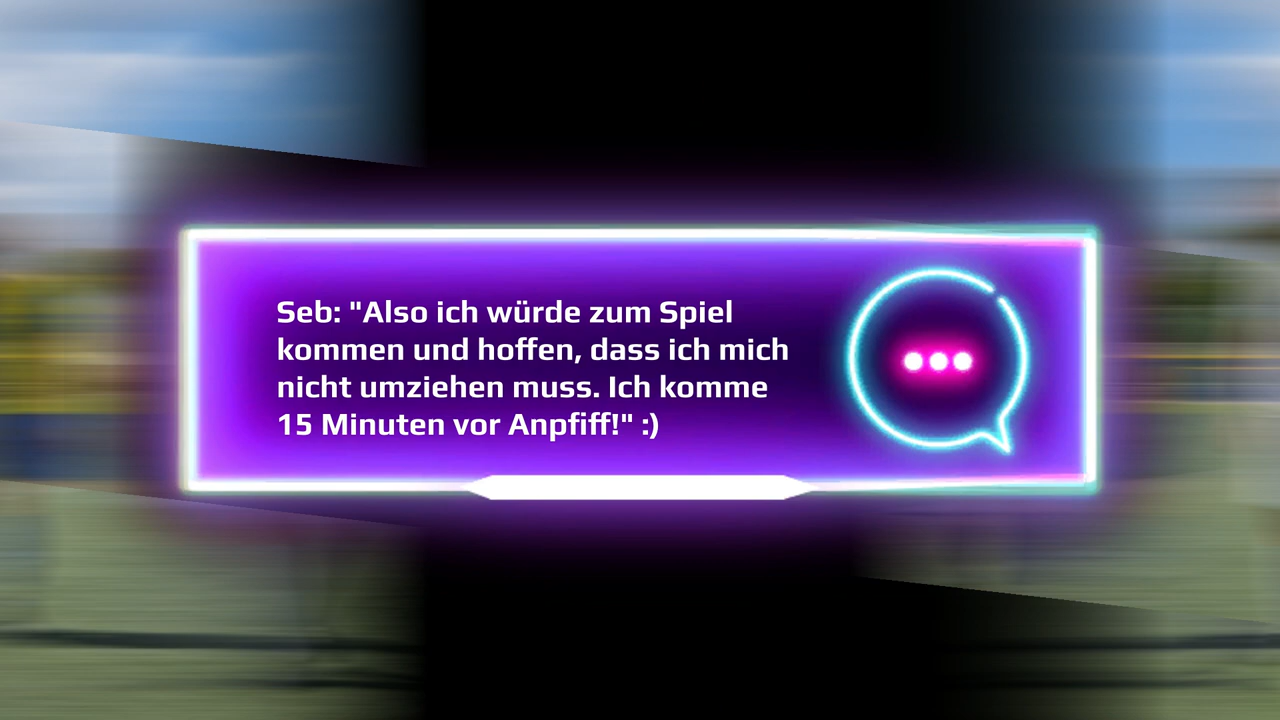 Seb: "Also ich würde zum Spiel
kommen und hoffen, dass ich mich
nicht umziehen muss. Ich komme
15 Minuten vor Anpfiff!" :)